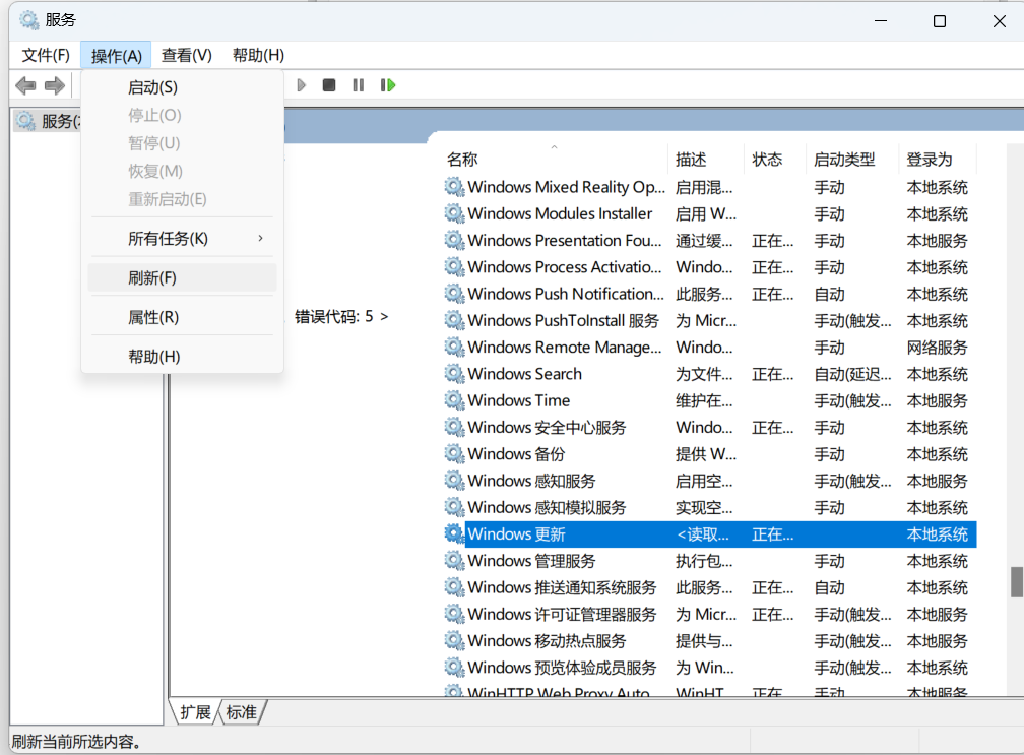 服务
文件(F) 操作(A) 查看(V) 帮助(H)
启动(S)
停止(O)
暂停(U)
恢复(M)
重新启动(E)
所有任务(K)
刷新(F)
属性(R)
帮助(H)
服务(
错误代码: 5 >
名称 描述 状态 启动类型 登录为
Windows Mixed Reality Op... 启用混... 手动 本地系统
Windows Modules Installer 启用 W... 手动 本地系统
Windows Presentation Fou... 通过缓... 正在... 手动 本地服务
Windows Process Activatio... Windo... 正在... 手动 本地系统
Windows Push Notification... 此服务... 正在... 自动 本地系统
Windows PushToInstall 服务 为 Micr... 手动(触发... 本地系统
Windows Remote Manage... Windo... 手动 网络服务
Windows Search 为文件... 正在... 自动(延迟... 本地系统
Windows Time 维护在... 手动(触发... 本地服务
Windows 安全中心服务 Windo... 正在... 手动 本地系统
Windows 备份 提供 W... 手动 本地系统
Windows 感知服务 启用空... 手动(触发... 本地服务
Windows 感知模拟服务 实现空... 手动 本地系统
Windows 更新 <读取... 正在... 本地系统
Windows 管理服务 执行包... 手动 本地系统
Windows 推送通知系统服务 此服务... 正在... 自动 本地系统
Windows 许可证管理器服务 为 Micr... 正在... 手动(触发... 本地服务
Windows 移动热点服务 提供与... 手动(触发... 本地服务
Windows 预览体验成员服务 为 Win... 手动(触发... 本地系统
WinHTTP Web Proxy Auto WinHT 正在 手动 本地服务
扩展 标准
刷新当前所选内容。